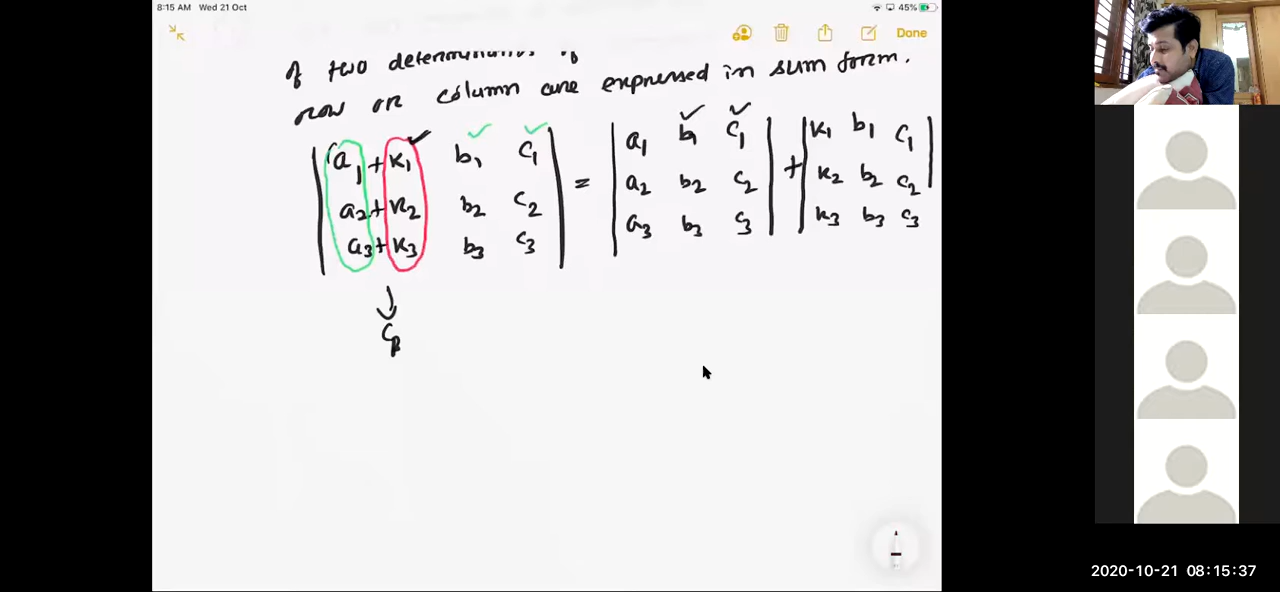 8:15 AM Wed 21 Oct
45%
Done
of two determinants of
row or column are expressed in sum form.
a1 + k1 b1 c1 = a1 b1 c1 + k1 b1 c1
a2 + k2 b2 c2 a2 b2 c2 k2 b2 c2
a3 + k3 b3 c3 a3 b3 c3 k3 b3 c3
2020-10-21 08:15:37